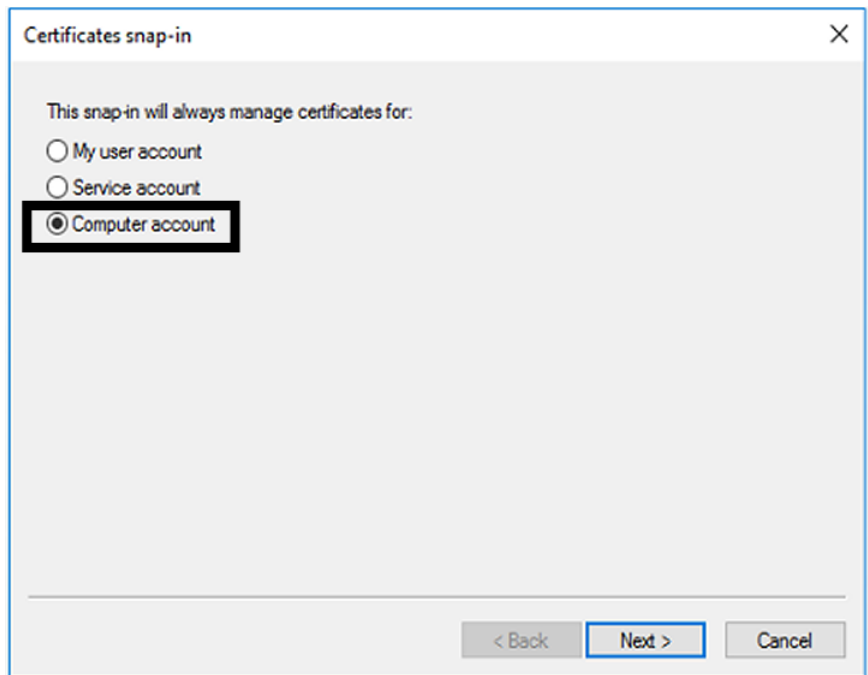 Certificates snap-in
This snap-in will always manage certificates for:
My user account
Service account
Computer account
< Back Next > Cancel